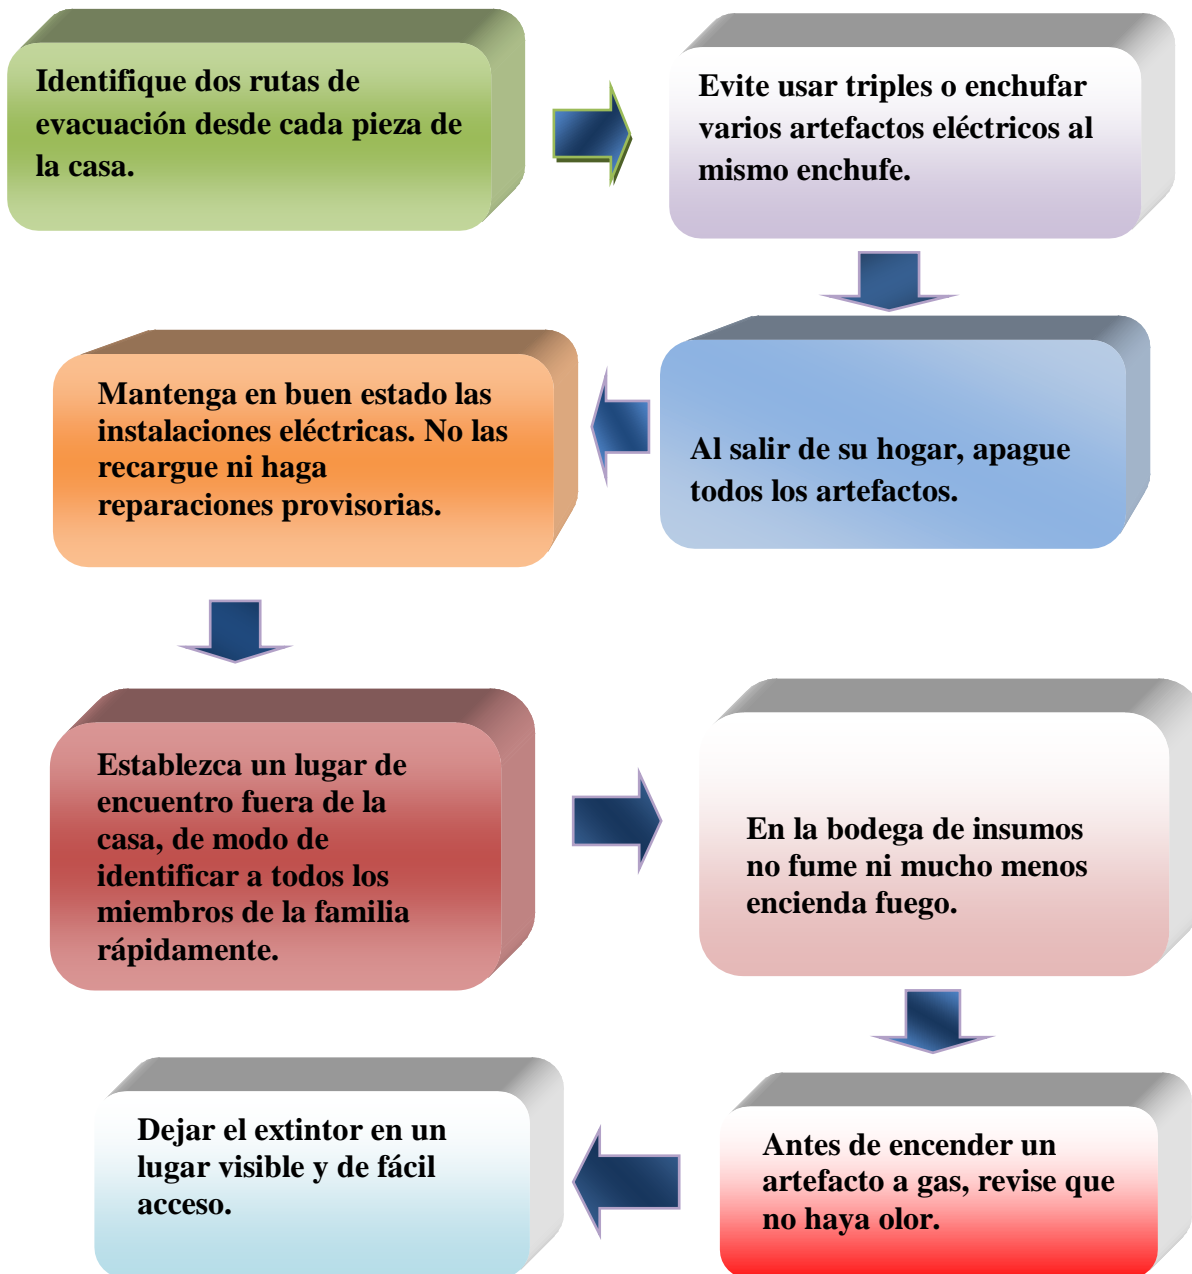 Identifique dos rutas de
evacuación desde cada pieza de
la casa.
Evite usar triples o enchufar
varios artefactos eléctricos al
mismo enchufe.
Al salir de su hogar, apague
todos los artefactos.
Mantenga en buen estado las
instalaciones eléctricas. No las
recargue ni haga
reparaciones provisorias.
Establezca un lugar de
encuentro fuera de la
casa, de modo de
identificar a todos los
miembros de la familia
rápidamente.
En la bodega de insumos
no fume ni mucho menos
encienda fuego.
Antes de encender un
artefacto a gas, revise que
no haya olor.
Dejar el extintor en un
lugar visible y de fácil
acceso.